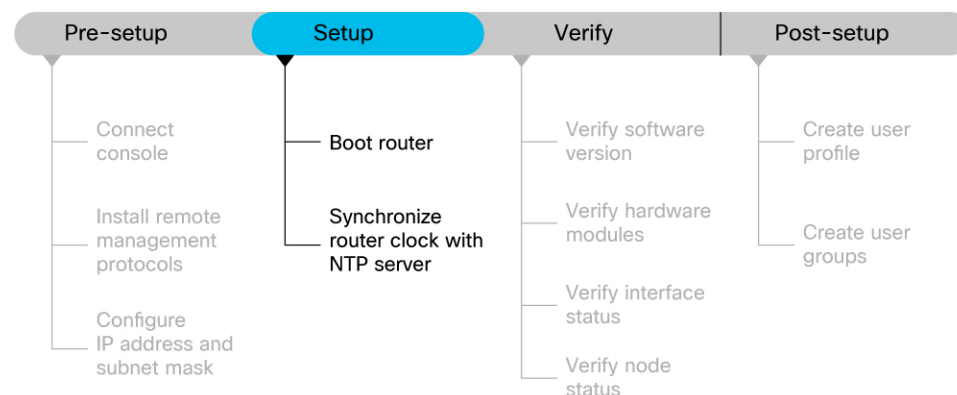 Pre-setup
Setup
Verify
Post-setup
Connect
console
Install remote
management
protocols
Configure
IP address and
subnet mask
Boot router
Synchronize
router clock with
NTP server
Verify software
version
Verify hardware
modules
Verify interface
status
Verify node
status
Create user
profile
Create user
groups